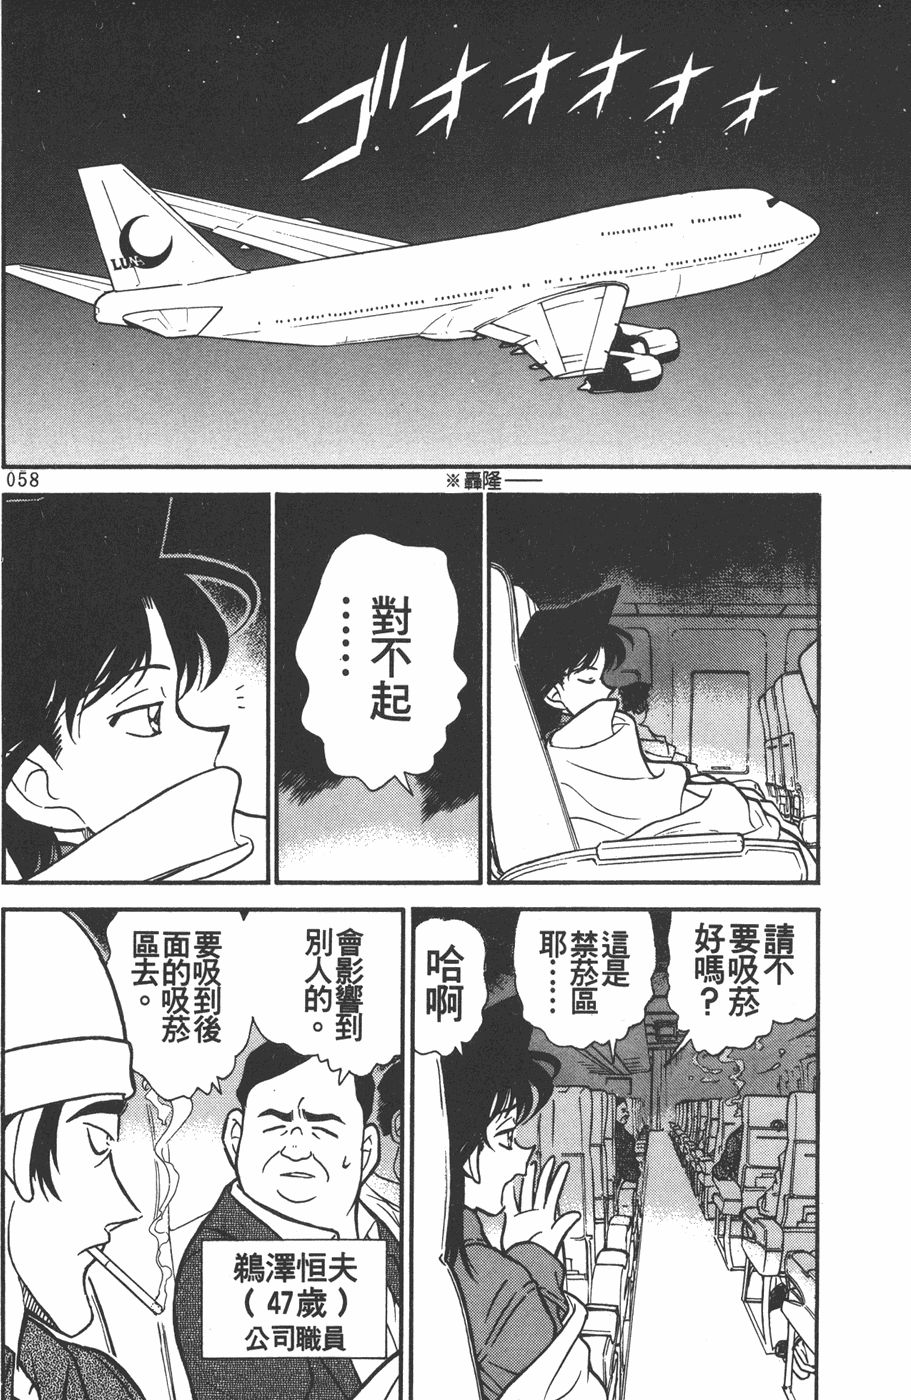 ゴオオオオオ
LUNA
058
※轟隆——
對不起
……
請不
要吸菸
好嗎？
這是
禁菸區
耶……
哈啊
會影響到
別人的。
要吸到後
面的吸菸
區去。
鵜澤恒夫
（47歲）
公司職員